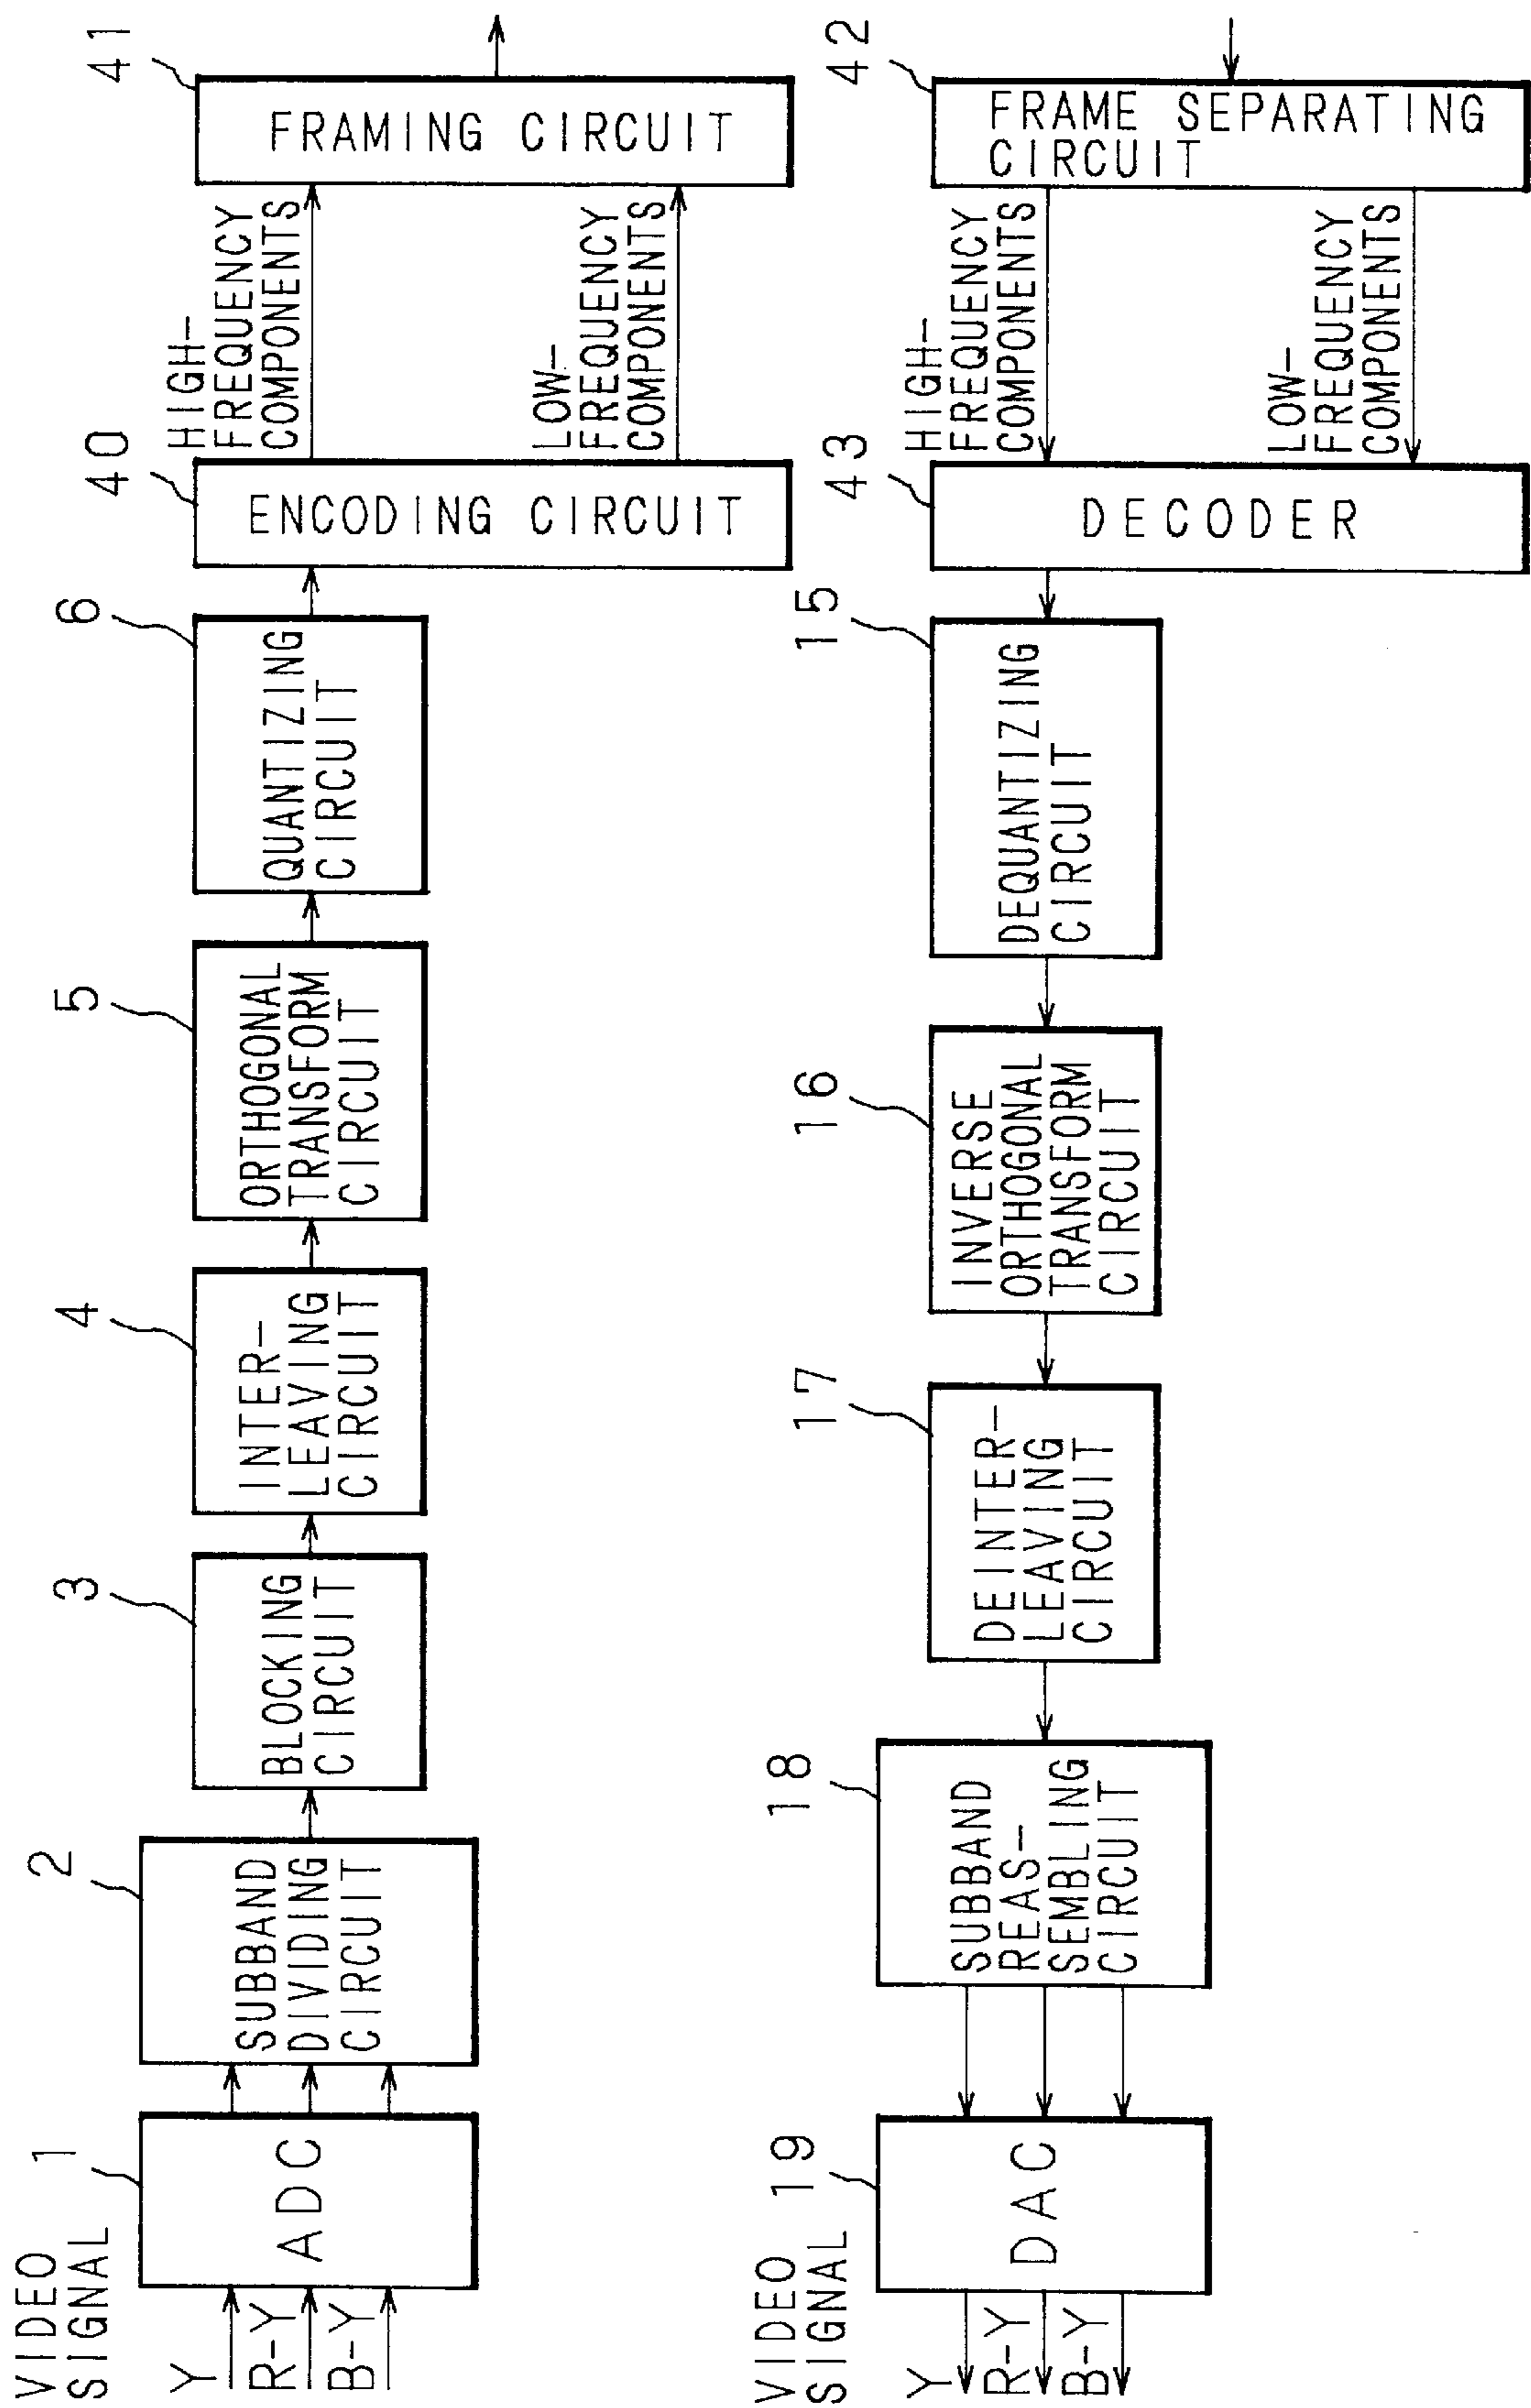 VIDEO
SIGNAL
Y
R-Y
B-Y
1
ADC
2
SUBBAND
DIVIDING
CIRCUIT
3
BLOCKING
CIRCUIT
4
INTER-
LEAVING
CIRCUIT
5
ORTHOGONAL
TRANSFORM
CIRCUIT
6
QUANTIZING
CIRCUIT
40
ENCODING CIRCUIT
HIGH-
FREQUENCY
COMPONENTS
LOW-
FREQUENCY
COMPONENTS
41
FRAMING CIRCUIT
VIDEO
SIGNAL
Y
R-Y
B-Y
19
DAC
18
SUBBAND
REAS-
SEMBLING
CIRCUIT
17
DEINTER-
LEAVING
CIRCUIT
16
INVERSE
ORTHOGONAL
TRANSFORM
CIRCUIT
15
DEQUANTIZING
CIRCUIT
43
DECODER
HIGH-
FREQUENCY
COMPONENTS
LOW-
FREQUENCY
COMPONENTS
42
FRAME SEPARATING
CIRCUIT